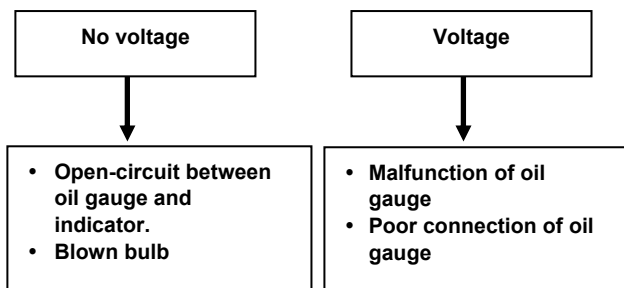 No voltage
Voltage
• Open-circuit between
oil gauge and
indicator.
• Blown bulb
• Malfunction of oil
gauge
• Poor connection of oil
gauge